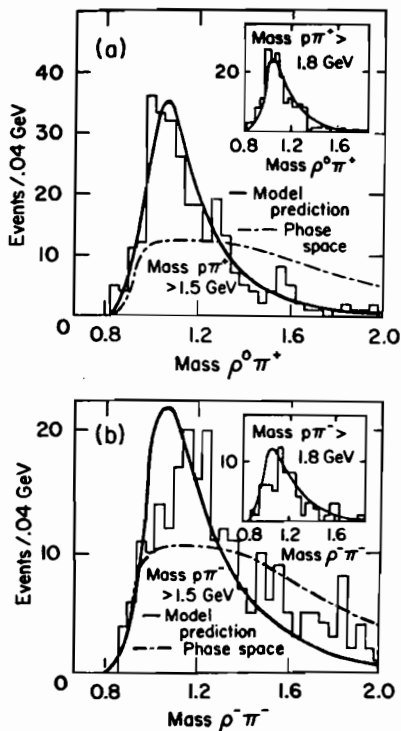 (a)
Mass pπ⁺>
1.8 GeV
20
0.8 1.2 1.6
Mass ρ⁰π⁺
Model
prediction
Phase
space
Mass pπ⁺
>1.5 GeV
40
30
20
10
0
Events/.04 GeV
0.8 1.2 1.6 2.0
Mass ρ⁰π⁺
(b)
Mass pπ⁻>
1.8 GeV
10
0.8 1.2 1.6
Mass ρ⁻π⁻
Mass pπ⁻
>1.5 GeV
Model
prediction
Phase space
20
10
0
Events/.04 GeV
0.8 1.2 1.6 2.0
Mass ρ⁻π⁻